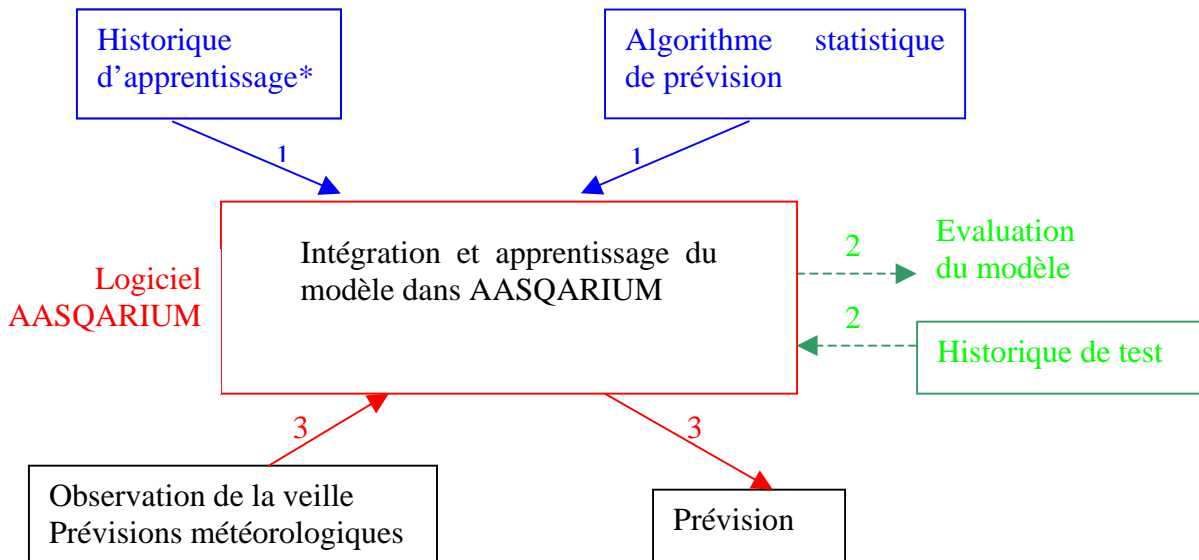 Historique
d’apprentissage*
Algorithme statistique
de prévision
1
1
Intégration et apprentissage du
modèle dans AASQARIUM
Logiciel
AASQARIUM
2
Evaluation
du modèle
2
Historique de test
3
3
Observation de la veille
Prévisions météorologiques
Prévision